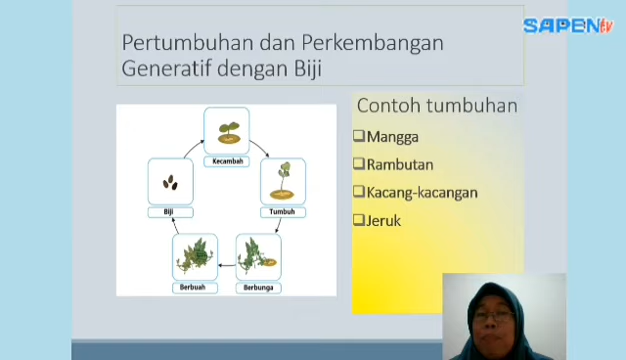 SAPEN tv
Pertumbuhan dan Perkembangan
Generatif dengan Biji
Kecambah
Biji
Tumbuh
Berbuah
Berbunga
Contoh tumbuhan
Mangga
Rambutan
Kacang-kacangan
Jeruk